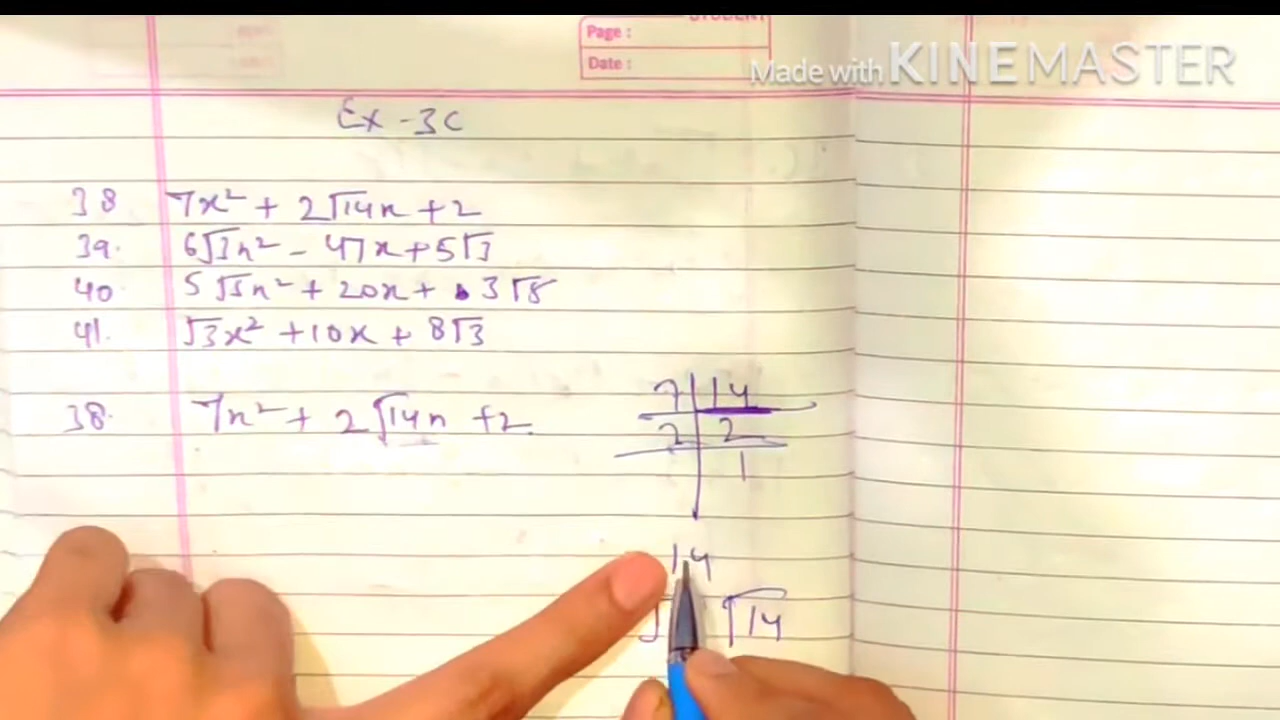 STUDENT
Page :
Date :
Made with KINEMASTER
Ex - 3C
38 7x² + 2√14x + 2
39. 6√3x² - 47x + 5√3
40 5√5x² + 20x + 3√5
41. √3x² + 10x + 8√3
38. 7x² + 2√14x + 2
7 | 14
2 | 2
1
14
√14